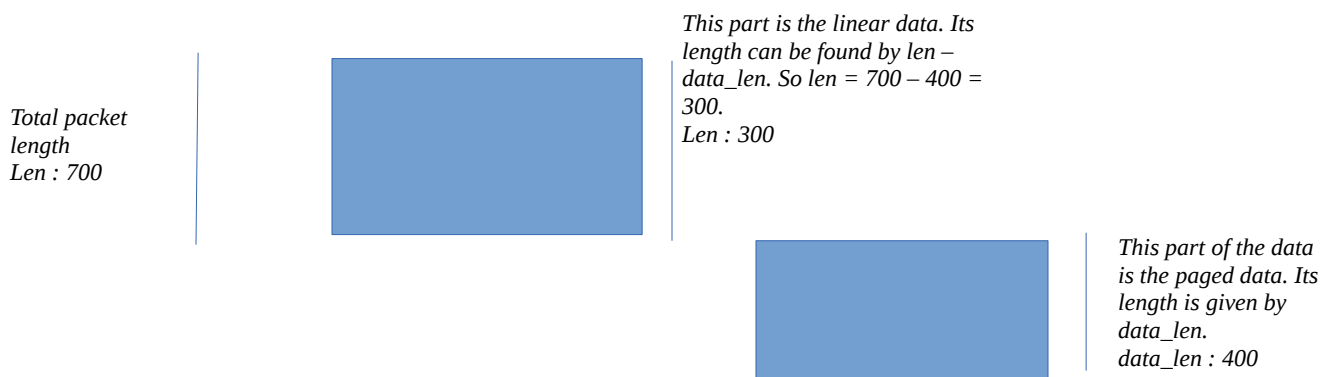 Total packet
length
Len : 700
This part is the linear data. Its
length can be found by len –
data_len. So len = 700 – 400 =
300.
Len : 300
This part of the data
is the paged data. Its
length is given by
data_len.
data_len : 400